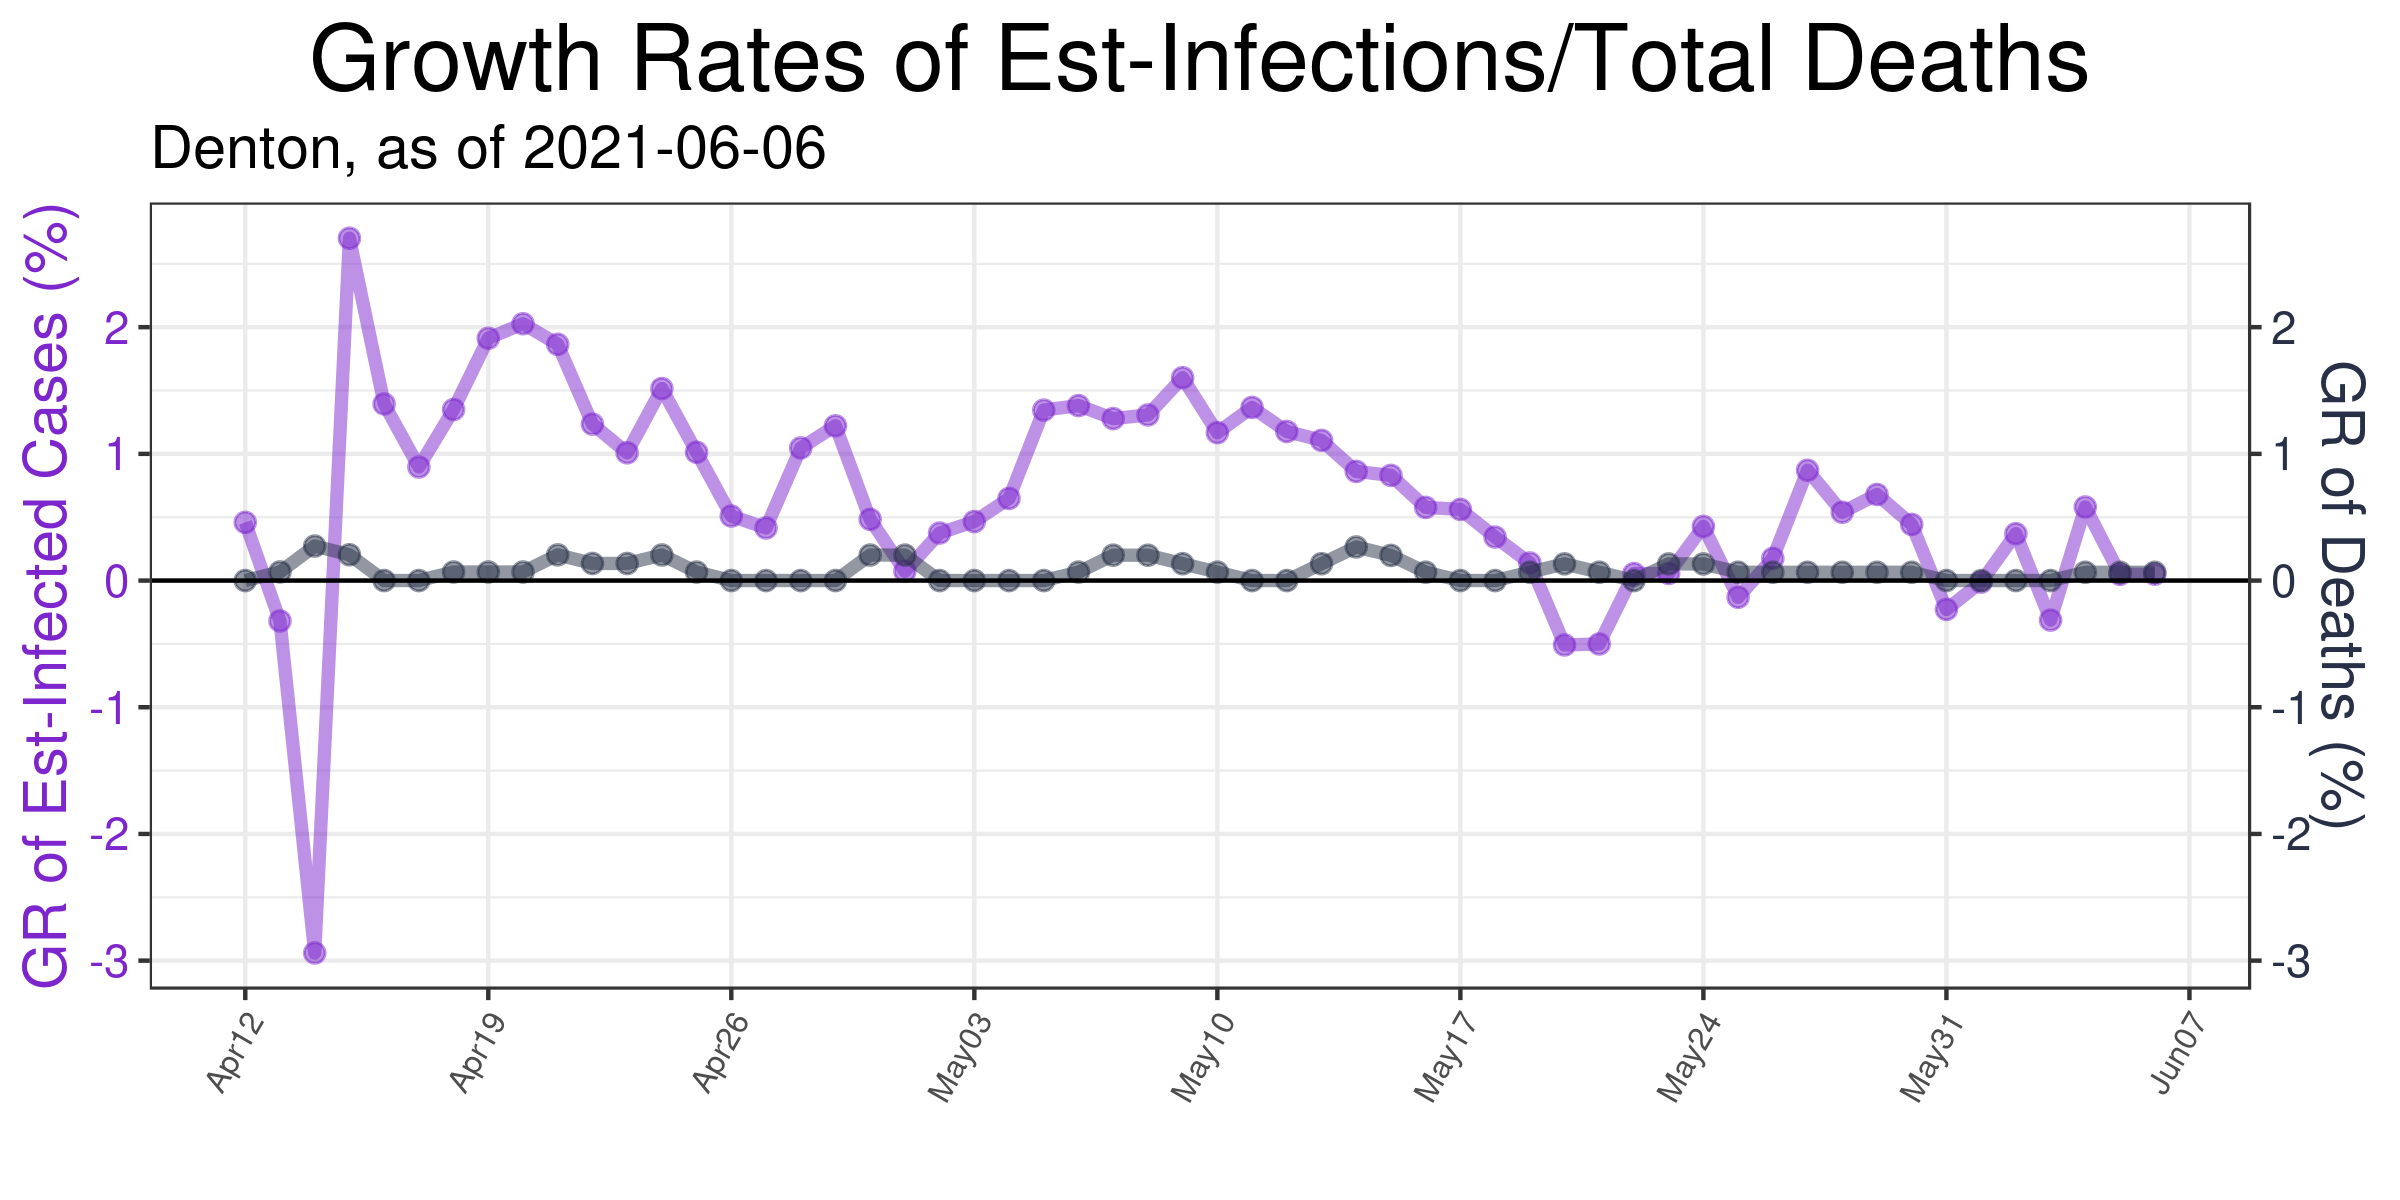 Growth Rates of Est-Infections/Total Deaths
Denton, as of 2021-06-06
GR of Est-Infected Cases (%)
2
1
0
-1
-2
-3
2
1
0
-1
-2
-3
GR of Deaths (%)
Apr12
Apr19
Apr26
May03
May10
May17
May24
May31
Jun07